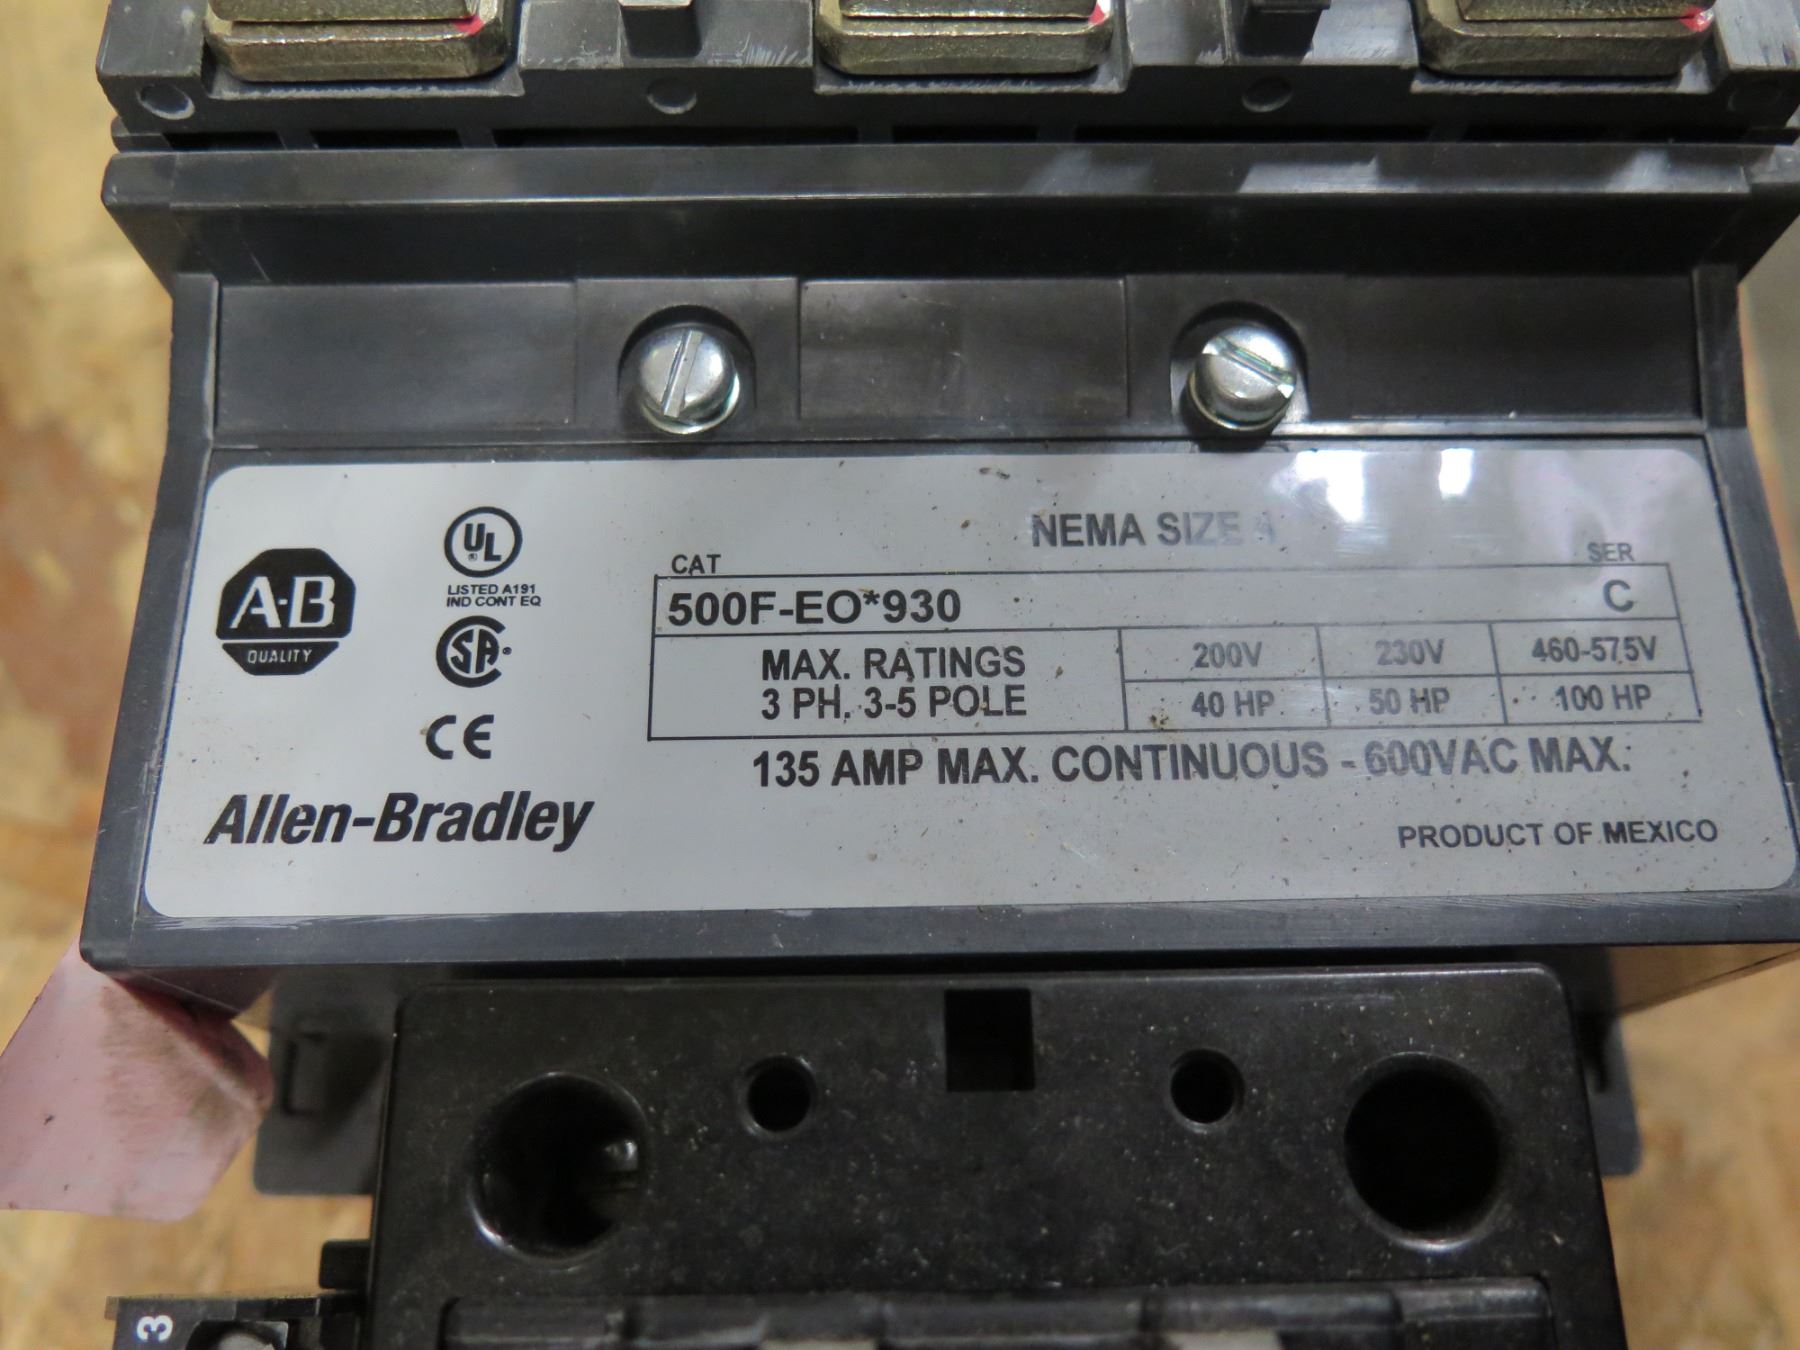 A-B
QUALITY
UL
®
LISTED A191
IND CONT EQ
SA®
CE
Allen-Bradley
NEMA SIZE 4
CAT
SER
500F-EO*930
C
MAX. RATINGS
3 PH, 3-5 POLE
200V
230V
460-575V
40 HP
50 HP
100 HP
135 AMP MAX. CONTINUOUS - 600VAC MAX.
PRODUCT OF MEXICO
3